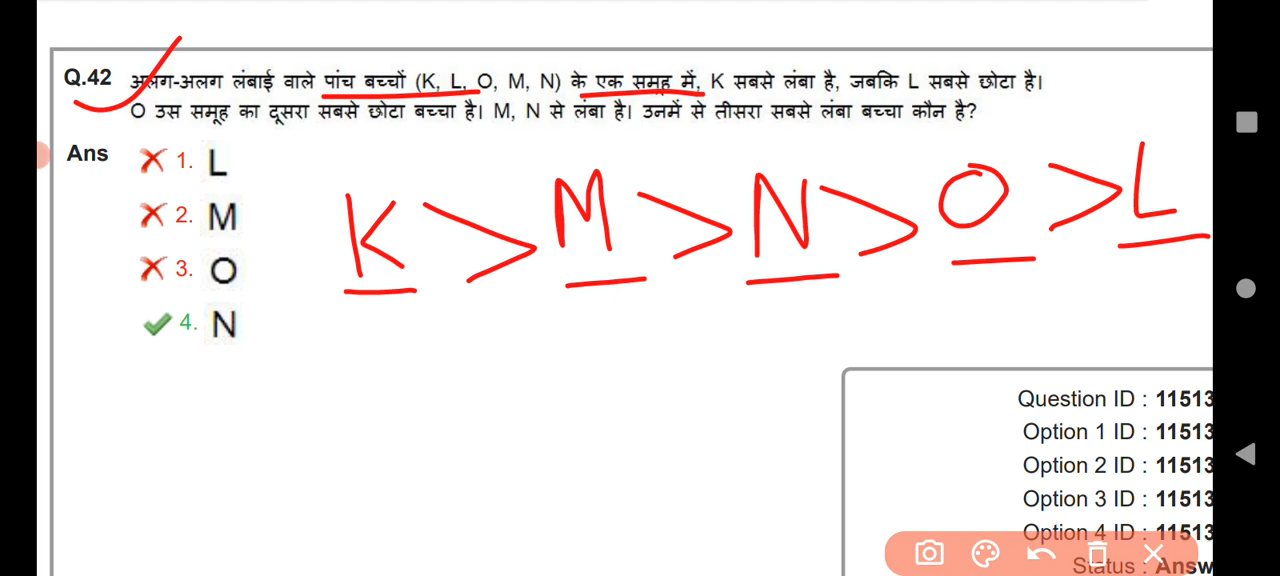 Q.42 अलग-अलग लंबाई वाले पांच बच्चों (K, L, O, M, N) के एक समूह में, K सबसे लंबा है, जबकि L सबसे छोटा है।
O उस समूह का दूसरा सबसे छोटा बच्चा है। M, N से लंबा है। उनमें से तीसरा सबसे लंबा बच्चा कौन है?
Ans 1. L
2. M
3. O
4. N
K > M > N > O > L
Question ID : 11513
Option 1 ID : 11513
Option 2 ID : 11513
Option 3 ID : 11513
Option 4 ID : 11513
Status : Answ